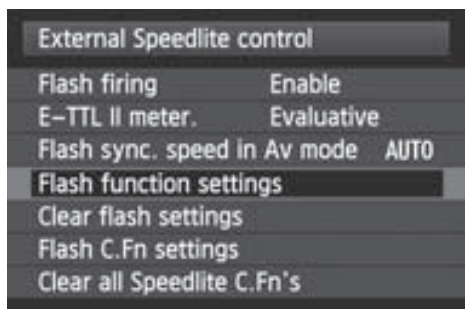 External Speedlite control
Flash firing Enable
E-TTL II meter. Evaluative
Flash sync. speed in Av mode AUTO
Flash function settings
Clear flash settings
Flash C.Fn settings
Clear all Speedlite C.Fn's